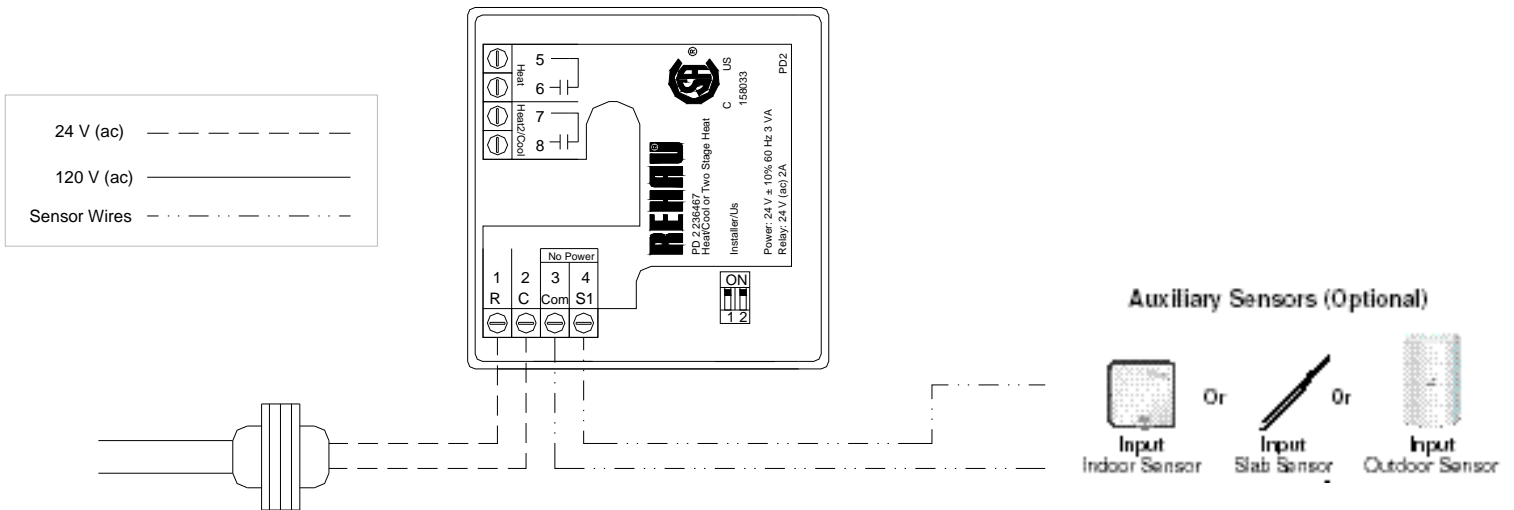 24 V (ac)
120 V (ac)
Sensor Wires
Heat
5
6
Heat2/Cool
7
8
®
C US
158033
PD2
REHAU
©
PD 2 236467
Heat/Cool or Two Stage Heat
Installer/Us
Power: 24 V ± 10% 60 Hz 3 VA
Relay: 24 V (ac) 2A
No Power
1 2 3 4
R C Com S1
ON
1 2
Auxiliary Sensors (Optional)
Or Or
Input Input Input
Indoor Sensor Slab Sensor Outdoor Sensor